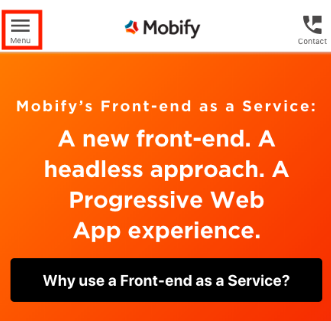 Mobify
Menu
Contact
Mobify's Front-end as a Service:
A new front-end. A
headless approach. A
Progressive Web
App experience.
Why use a Front-end as a Service?